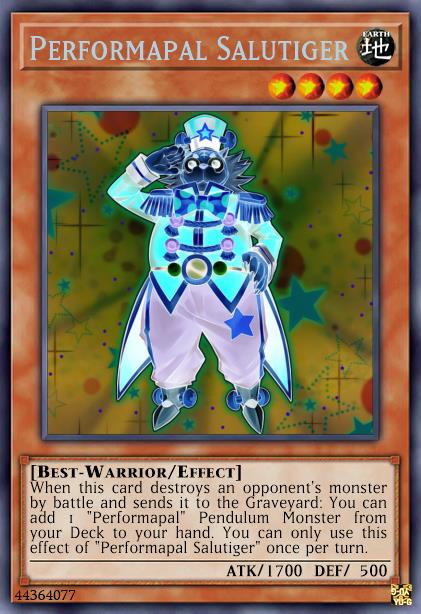 PERFORMAPAL SALUTIGER
EARTH
地
[BEST-WARRIOR/EFFECT]
When this card destroys an opponent's monster
by battle and sends it to the Graveyard: You can
add 1 "Performapal" Pendulum Monster from
your Deck to your hand. You can only use this
effect of "Performapal Salutiger" once per turn.
ATK/1700 DEF/ 500
44364077